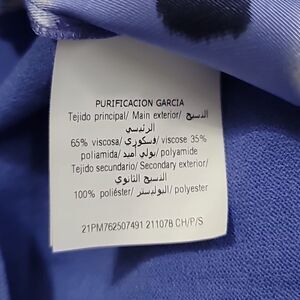 PURIFICACION GARCIA
Tejido principal/ Main exterior/ النسيج
الرئيسي
65% viscosa/ فسكوزي/ viscose 35%
poliamida/ بولي أميد/ polyamide
Tejido secundario/ Secondary exterior/
النسيج الثانوي
100% poliéster/ البوليستر/ polyester
21PM762507491 211078 CH/P/S